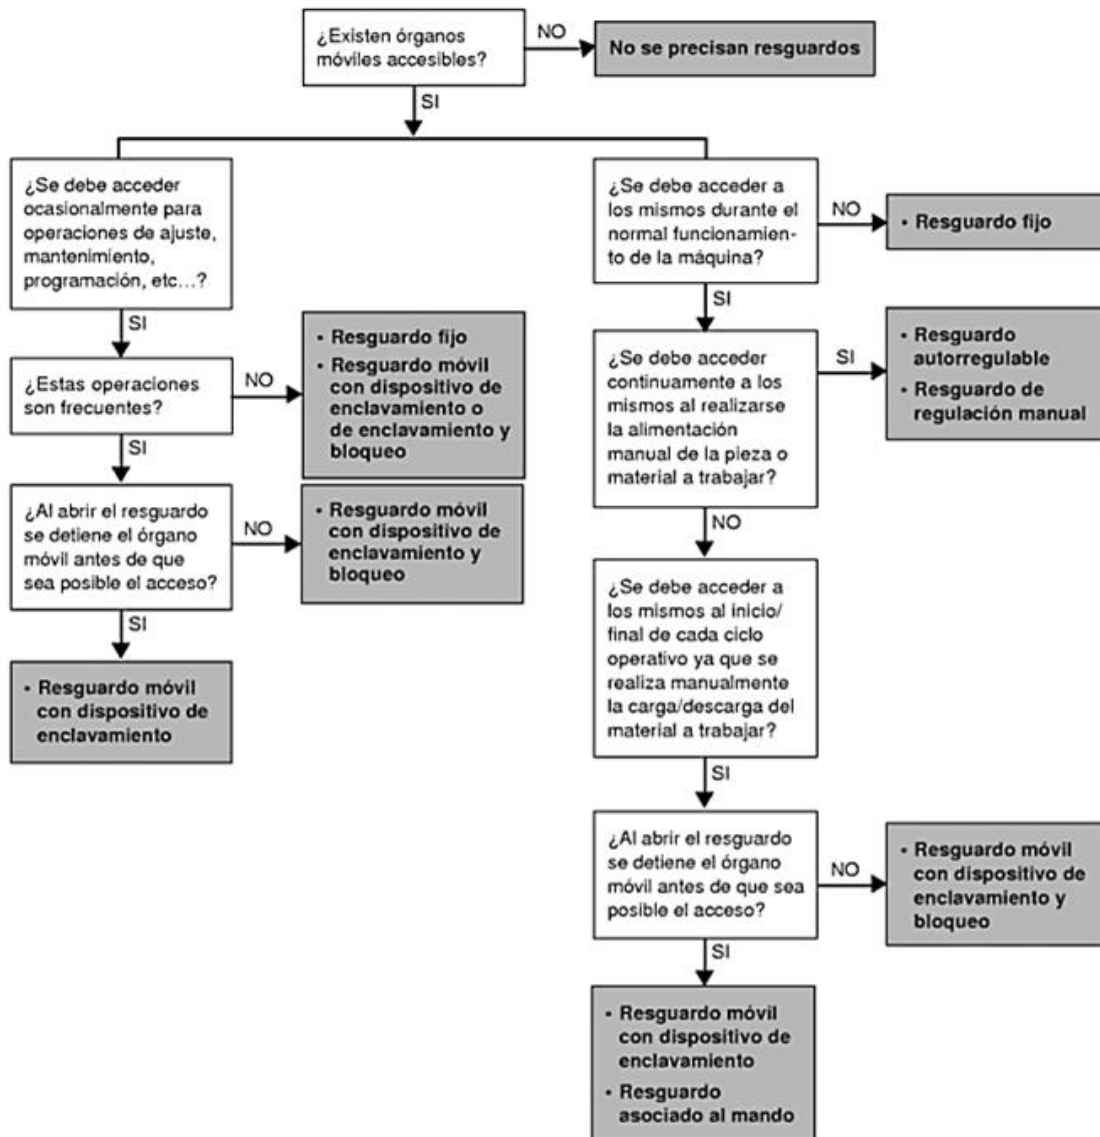 ¿Existen órganos
móviles accesibles?
NO
No se precisan resguardos
SI
¿Se debe acceder
ocasionalmente para
operaciones de ajuste,
mantenimiento,
programación, etc...?
SI
¿Estas operaciones
son frecuentes?
NO
• Resguardo fijo
• Resguardo móvil
con dispositivo de
enclavamiento o
de enclavamiento y
bloqueo
SI
¿Al abrir el resguardo
se detiene el órgano
móvil antes de que
sea posible el acceso?
NO
• Resguardo móvil
con dispositivo de
enclavamiento y
bloqueo
SI
• Resguardo móvil
con dispositivo de
enclavamiento
¿Se debe acceder a
los mismos durante el
normal funcionamien-
to de la máquina?
NO
• Resguardo fijo
SI
¿Se debe acceder
continuamente a los
mismos al realizarse
la alimentación
manual de la pieza o
material a trabajar?
SI
• Resguardo
autorregulable
• Resguardo de
regulación manual
NO
¿Se debe acceder a
los mismos al inicio/
final de cada ciclo
operativo ya que se
realiza manualmente
la carga/descarga del
material a trabajar?
SI
¿Al abrir el resguardo
se detiene el órgano
móvil antes de que sea
posible el acceso?
NO
• Resguardo móvil
con dispositivo de
enclavamiento y
bloqueo
SI
• Resguardo móvil
con dispositivo de
enclavamiento
• Resguardo
asociado al mando